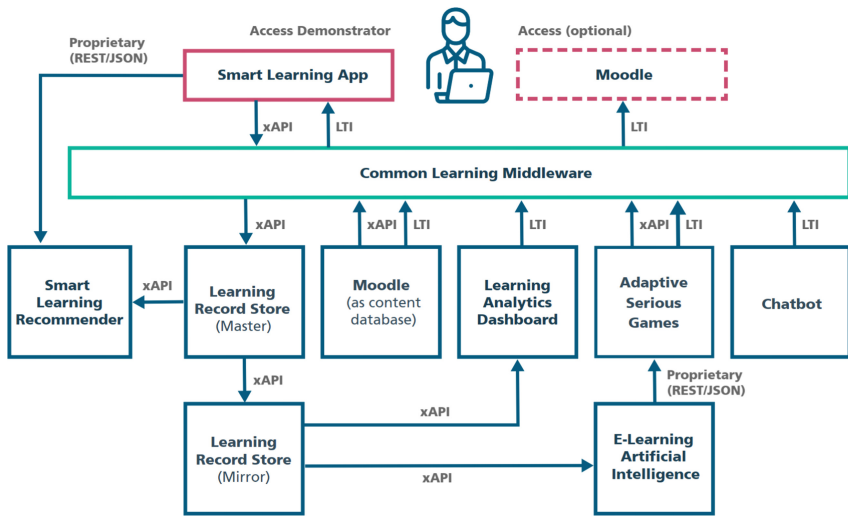 Access Demonstrator
Access (optional)
Proprietary
(REST/JSON)
Smart Learning App
Moodle
xAPI
LTI
LTI
Common Learning Middleware
xAPI
xAPI
LTI
LTI
xAPI
LTI
LTI
Smart
Learning
Recommender
xAPI
Learning
Record Store
(Master)
Moodle
(as content
database)
Learning
Analytics
Dashboard
Adaptive
Serious
Games
Chatbot
xAPI
Proprietary
(REST/JSON)
xAPI
Learning
Record Store
(Mirror)
xAPI
E-Learning
Artificial
Intelligence